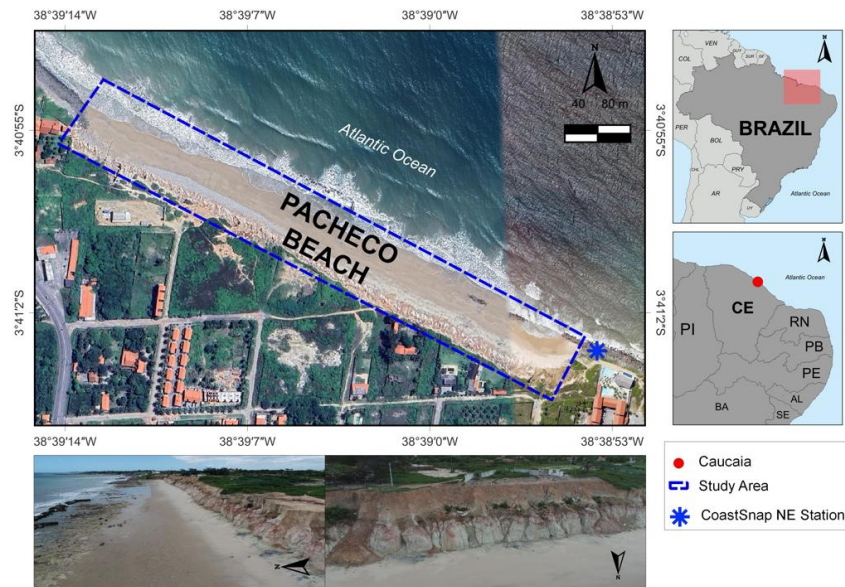 38°39'14"W
38°39'7"W
38°39'0"W
38°38'53"W
3°40'55"S
3°41'2"S
N
40 80 m
Atlantic Ocean
PACHECO
BEACH
3°40'55"S
3°41'2"S
38°39'14"W
38°39'7"W
38°39'0"W
38°38'53"W
VEN
GUY
SUR
GF
COL
N
BRAZIL
PER
BOL
CHL
PRY
AR
UY
Atlantic Ocean
N
Atlantic Ocean
CE
PI
RN
PB
PE
AL
SE
BA
Caucaia
Study Area
CoastSnap NE Station
N
N